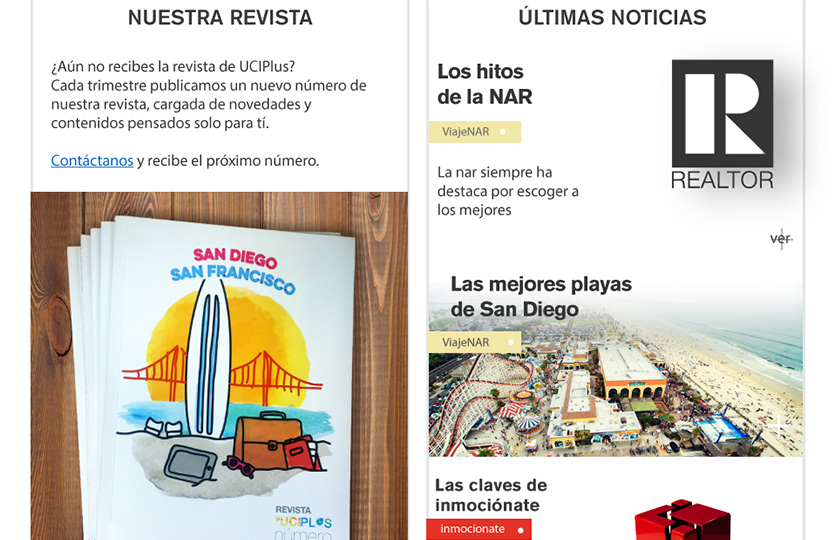 NUESTRA REVISTA
¿Aún no recibes la revista de UCIPlus?
Cada trimestre publicamos un nuevo número de
nuestra revista, cargada de novedades y
contenidos pensados solo para tí.
Contáctanos y recibe el próximo número.
SAN DIEGO
SAN FRANCISCO
REVISTA
UCIPLUS
número
ÚLTIMAS NOTICIAS
Los hitos
de la NAR
ViajeNAR
La nar siempre ha
destaca por escoger a
los mejores
R
REALTOR
ver
Las mejores playas
de San Diego
ViajeNAR
Las claves de
inmociónate
inmocionate